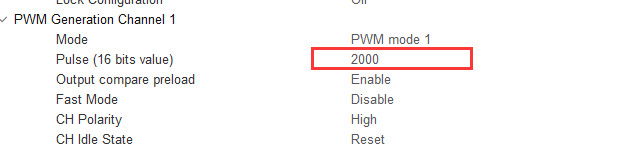 Lock Configuration Off
PWM Generation Channel 1
Mode PWM mode 1
Pulse (16 bits value) 2000
Output compare preload Enable
Fast Mode Disable
CH Polarity High
CH Idle State Reset